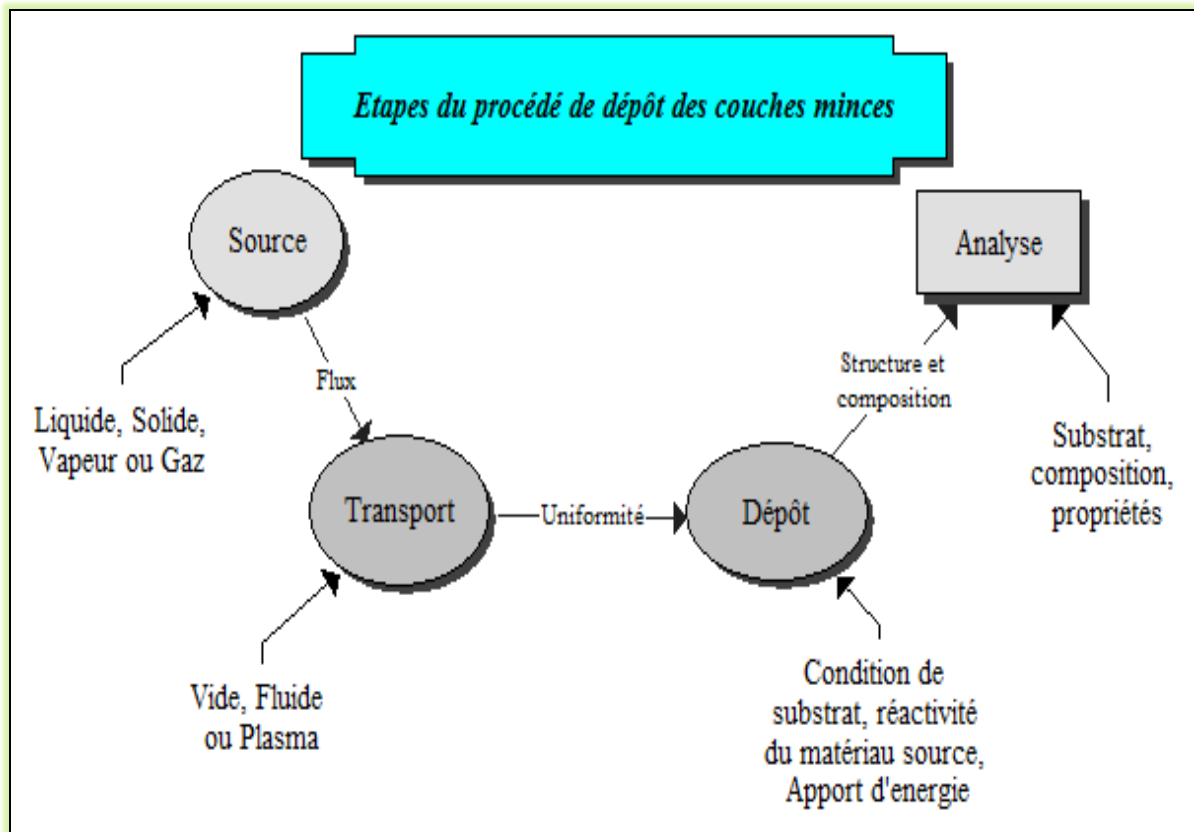 Etapes du procédé de dépôt des couches minces
Source
Analyse
Flux
Structure et
composition
Liquide, Solide,
Vapeur ou Gaz
Substrat,
composition,
propriétés
Transport
Uniformité
Dépôt
Vide, Fluide
ou Plasma
Condition de
substrat, réactivité
du matériau source,
Apport d'energie